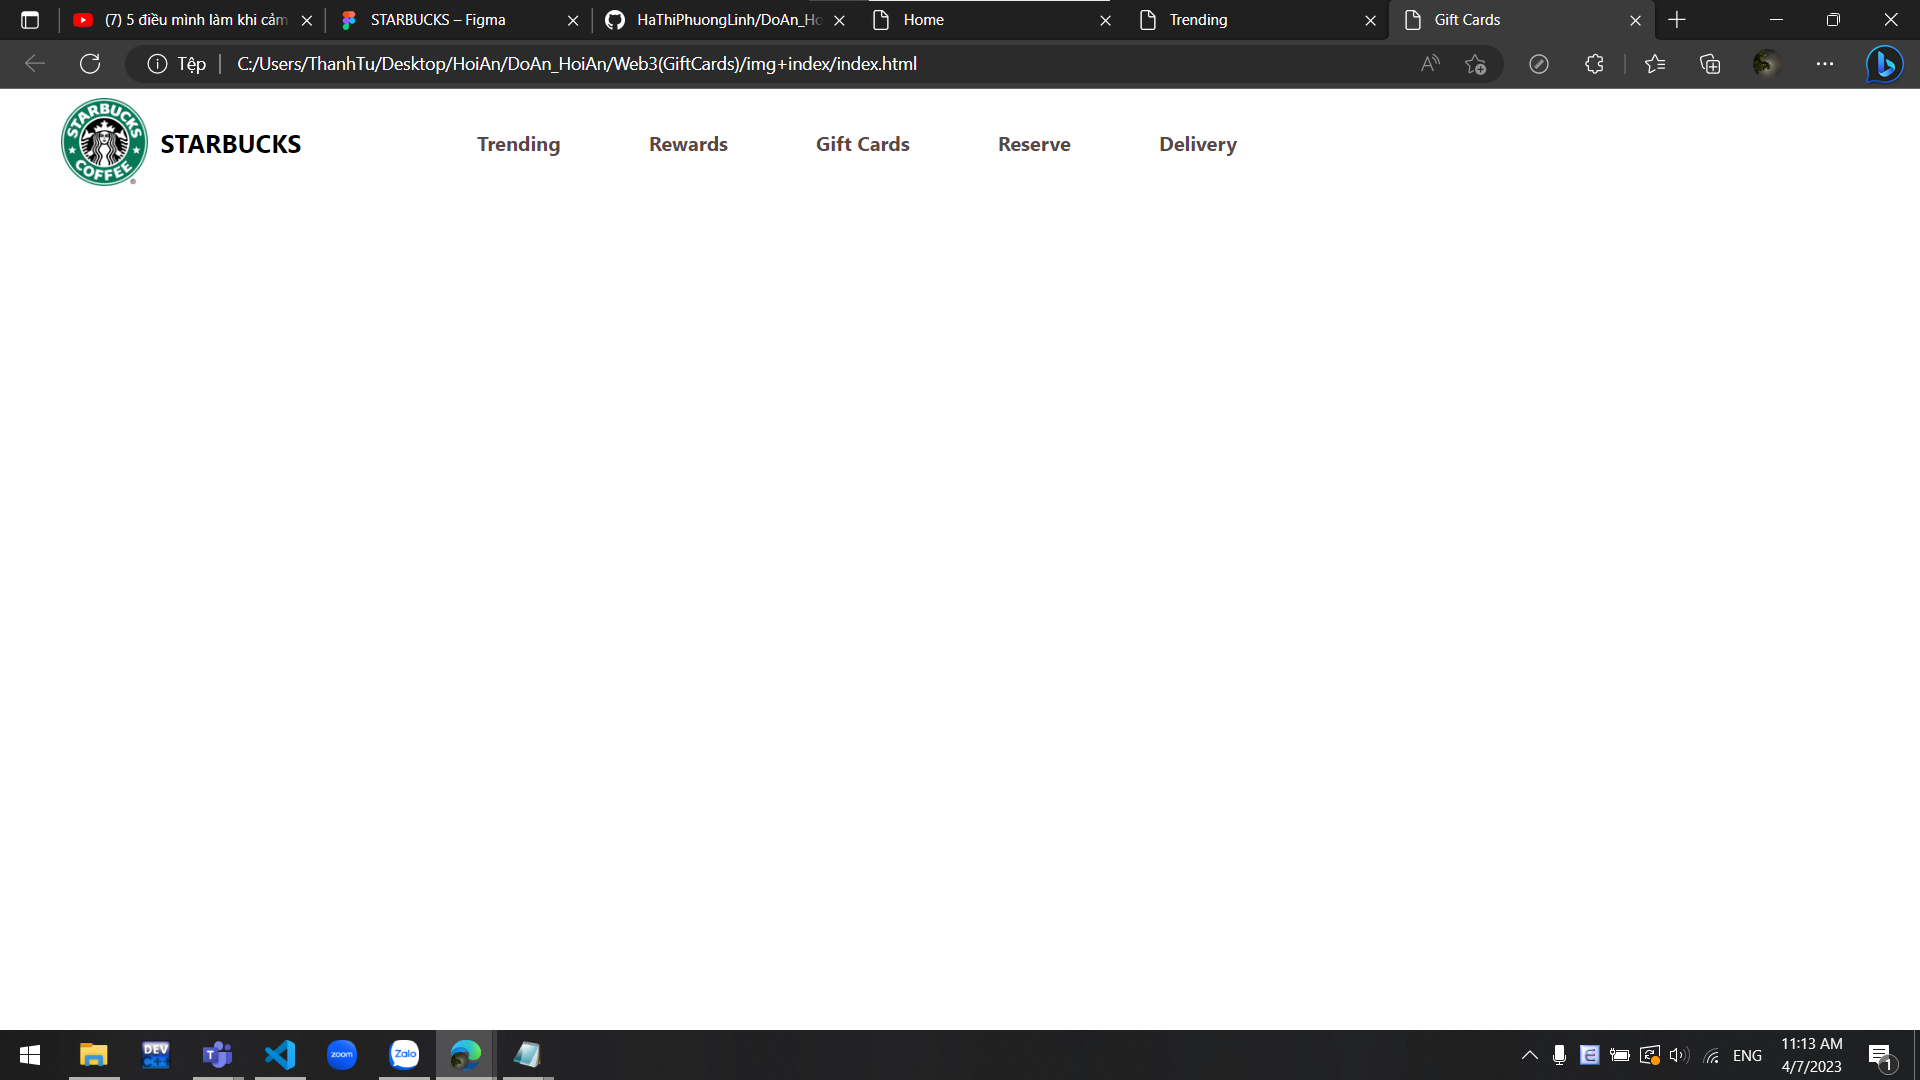 (7) 5 điều mình làm khi cảm
STARBUCKS – Figma
HaThiPhuongLinh/DoAn_Ho
Home
Trending
Gift Cards
Tệp
C:/Users/ThanhTu/Desktop/HoiAn/DoAn_HoiAn/Web3(GiftCards)/img+index/index.html
STARBUCKS
COFFEE
®
STARBUCKS
Trending
Rewards
Gift Cards
Reserve
Delivery
DEV
C++
T
zoom
Zalo
E
ENG
11:13 AM
4/7/2023
1